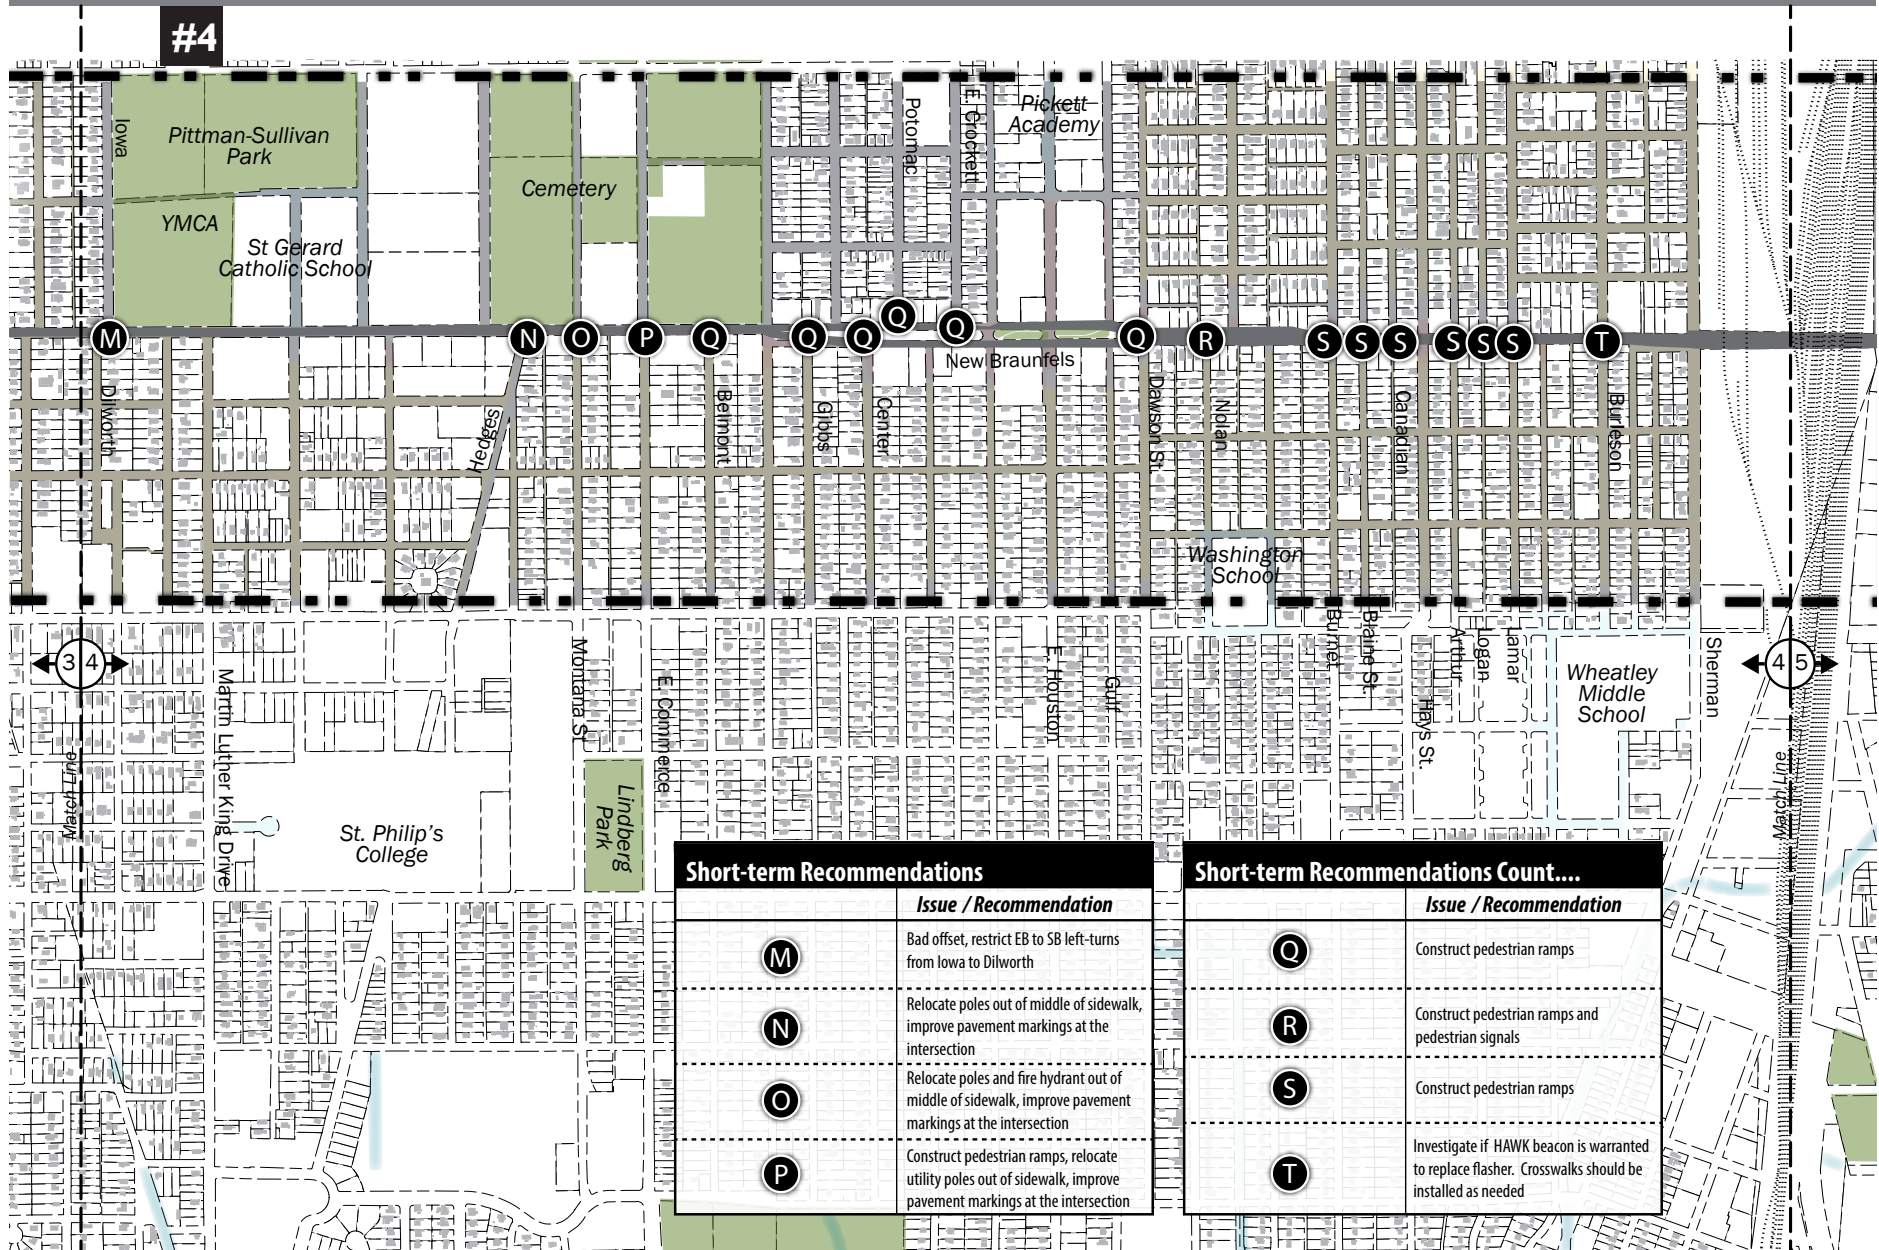 #4
Iowa
Pittman-Sullivan
Park
YMCA
St Gerard
Catholic School
Cemetery
Potomac
E. Crockett
Pickett
Academy
M
N
O
P
Q
Q
Q
Q
Q
Q
R
S
S
S
S
S
S
T
New Braunfels
Dilworth
Hedges
Belmont
Gibbs
Center
Dawson St.
Nolan
Canadian
Burleson
Washington
School
3 4
4 5
Match Line
Match Line
Martin Luther King Drive
Montana St
E. Commerce
E. Houston
Gulf
Burnet
Blaine St.
Hays St.
Arthur
Logan
Lamar
Wheatley
Middle
School
Sherman
St. Philip's
College
Lindberg
Park
Short-term Recommendations
Issue / Recommendation
M
Bad offset, restrict EB to SB left-turns
from Iowa to Dilworth
N
Relocate poles out of middle of sidewalk,
improve pavement markings at the
intersection
O
Relocate poles and fire hydrant out of
middle of sidewalk, improve pavement
markings at the intersection
P
Construct pedestrian ramps, relocate
utility poles out of sidewalk, improve
pavement markings at the intersection
Short-term Recommendations Count....
Issue / Recommendation
Q
Construct pedestrian ramps
R
Construct pedestrian ramps and
pedestrian signals
S
Construct pedestrian ramps
T
Investigate if HAWK beacon is warranted
to replace flasher. Crosswalks should be
installed as needed